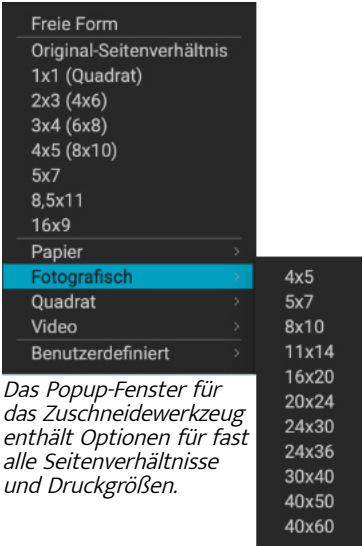 Freie Form
Original-Seitenverhältnis
1x1 (Quadrat)
2x3 (4x6)
3x4 (6x8)
4x5 (8x10)
5x7
8,5x11
16x9
Papier
Fotografisch
Quadrat
Video
Benutzerdefiniert
4x5
5x7
8x10
11x14
16x20
20x24
24x30
24x36
30x40
40x50
40x60
Das Popup-Fenster für
das Zuschneidewerkzeug
enthält Optionen für fast
alle Seitenverhältnisse
und Druckgrößen.